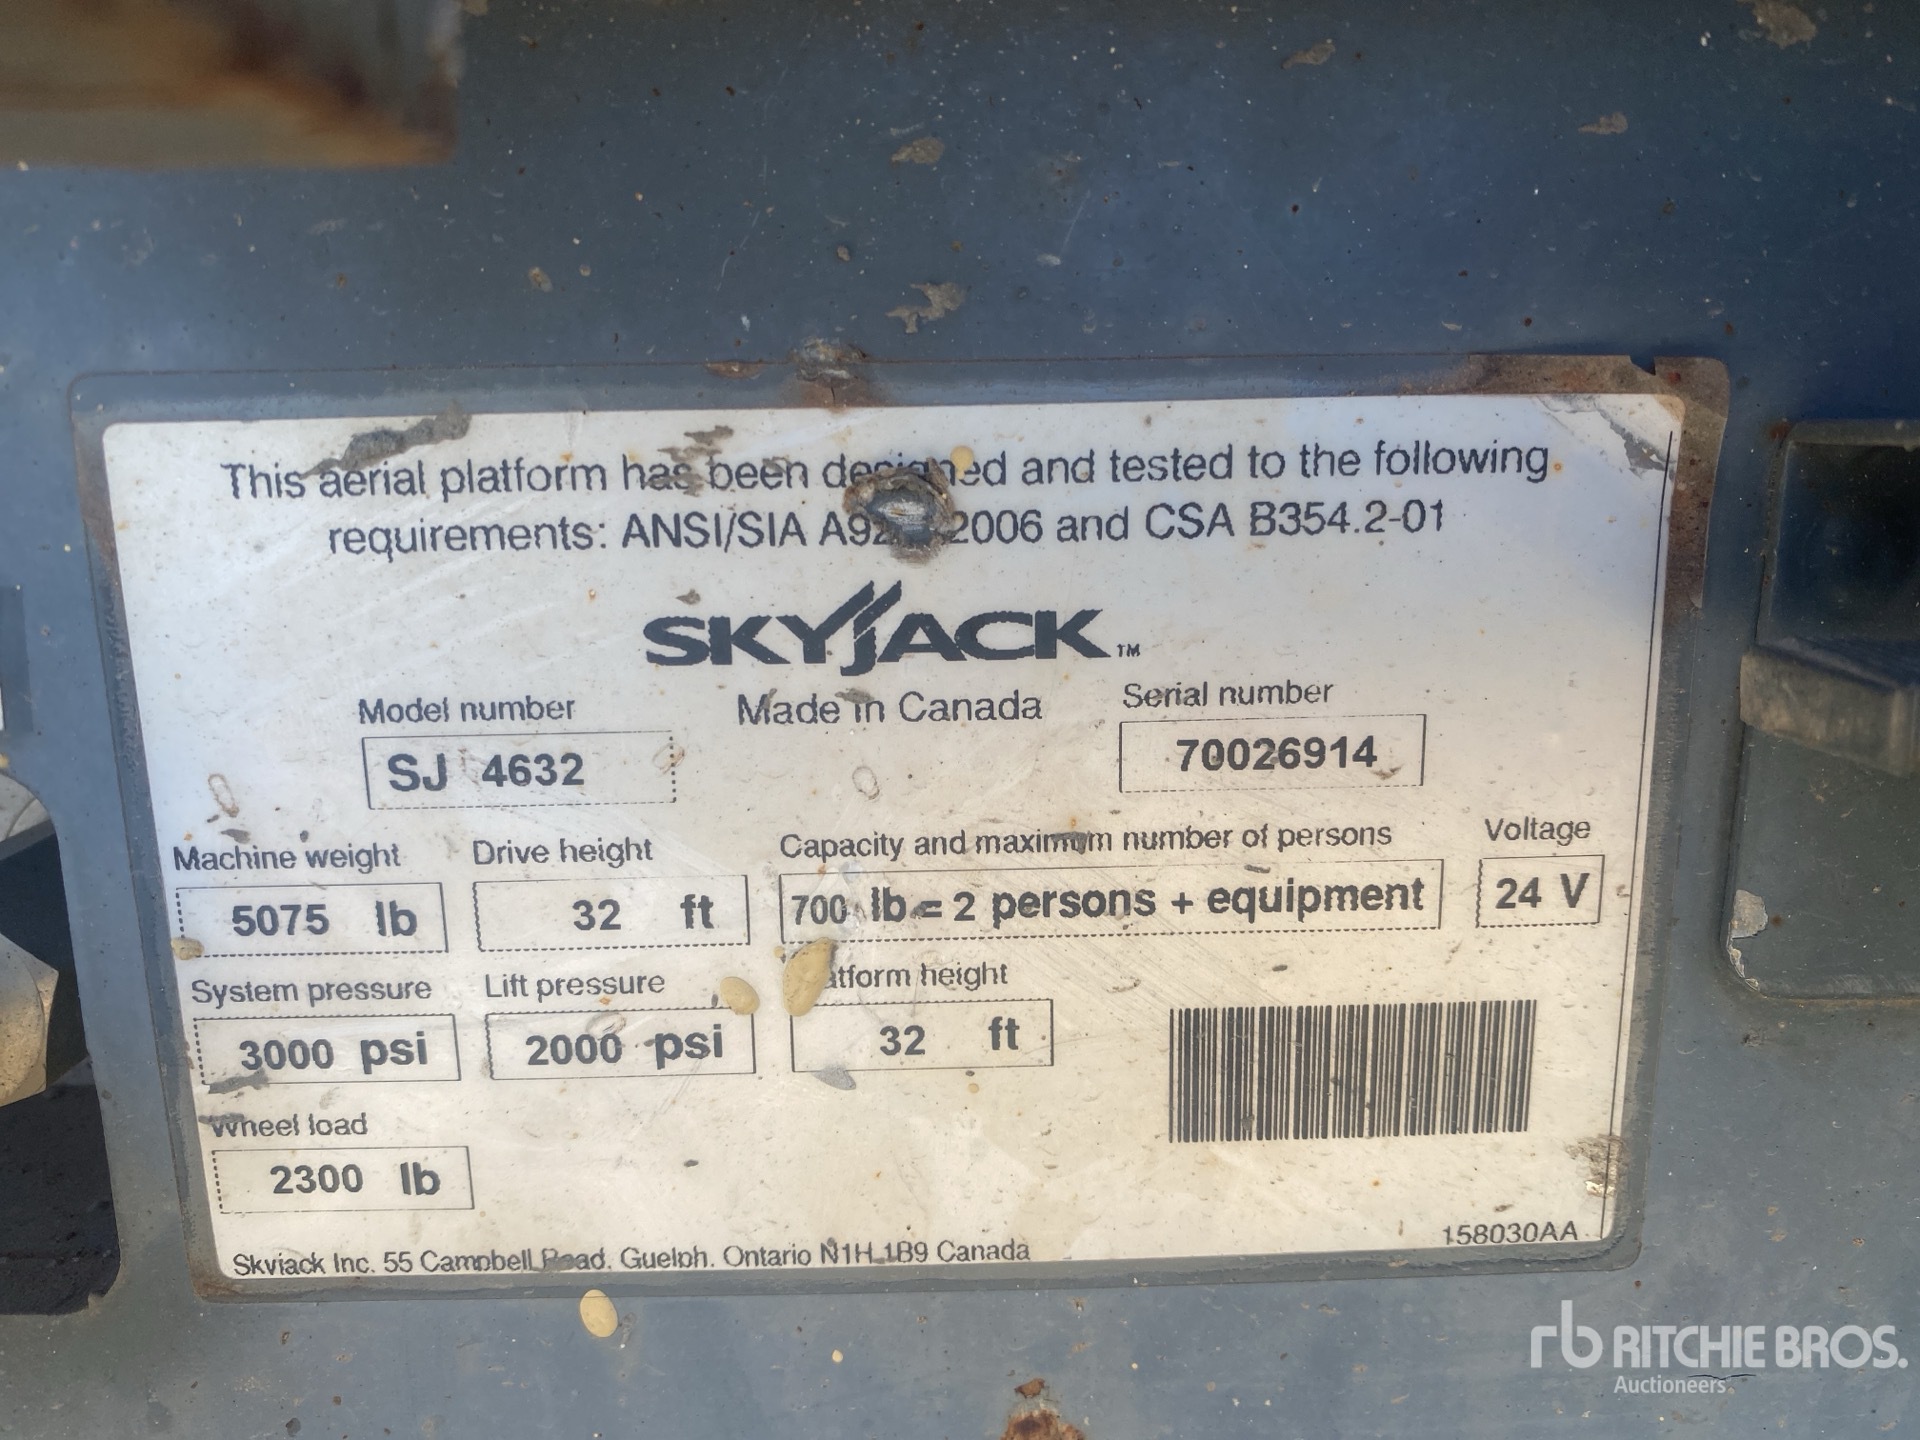 This aerial platform has been designed and tested to the following
requirements: ANSI/SIA 2006 and CSA B354.2-01
SKYJACK TM
Made in Canada
Model number
SJ 4632
Serial number
70026914
Machine weight
5075 lb
Drive height
32 ft
Capacity and maximum number of persons
700 lb = 2 persons + equipment
Voltage
24 V
System pressure
3000 psi
Lift pressure
2000 psi
Platform height
32 ft
Wheel load
2300 lb
158030AA
Skyjack Inc. 55 Campbell Road, Guelph, Ontario N1H 1B9 Canada
rb RITCHIE BROS.
Auctioneers